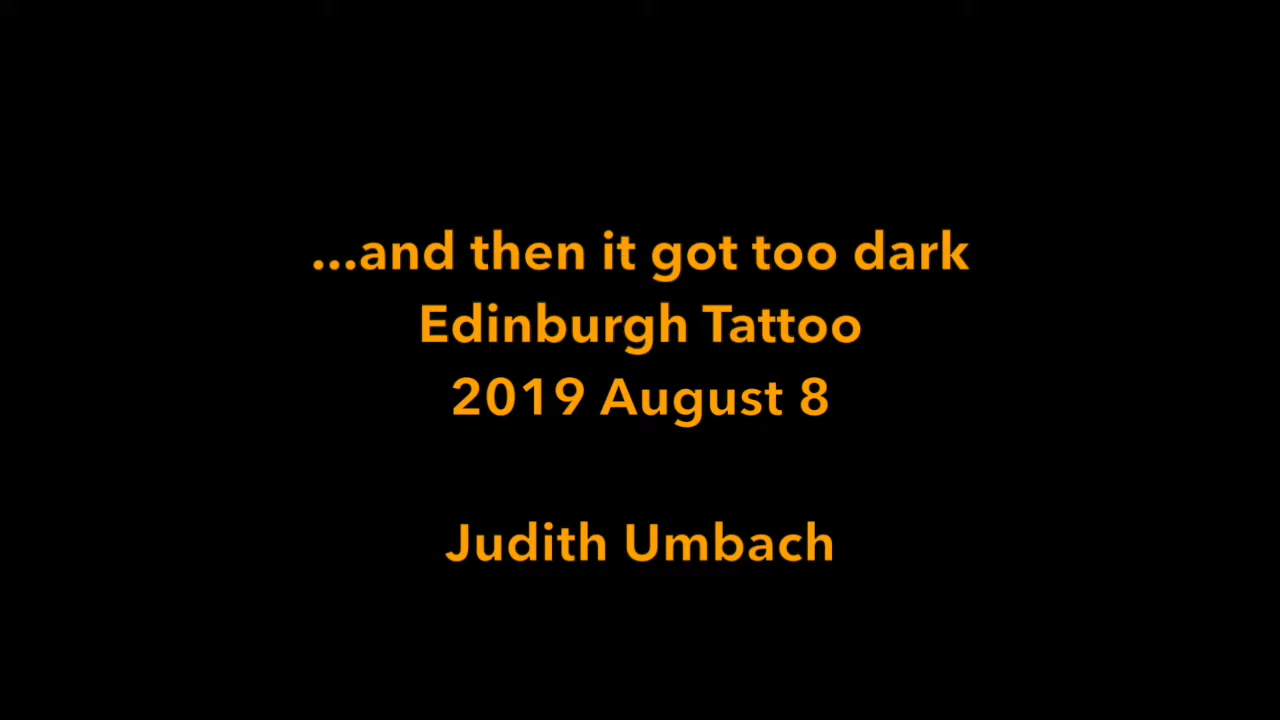 ...and then it got too dark
Edinburgh Tattoo
2019 August 8
Judith Umbach